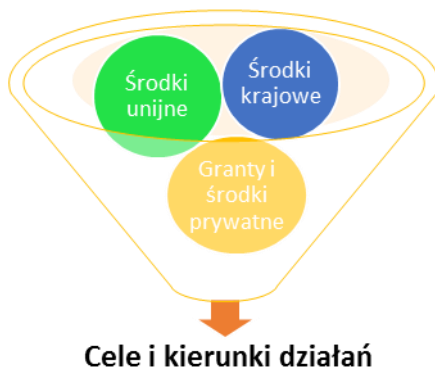 Środki
unijne
Środki
krajowe
Granty i
środki
prywatne
Cele i kierunki działań